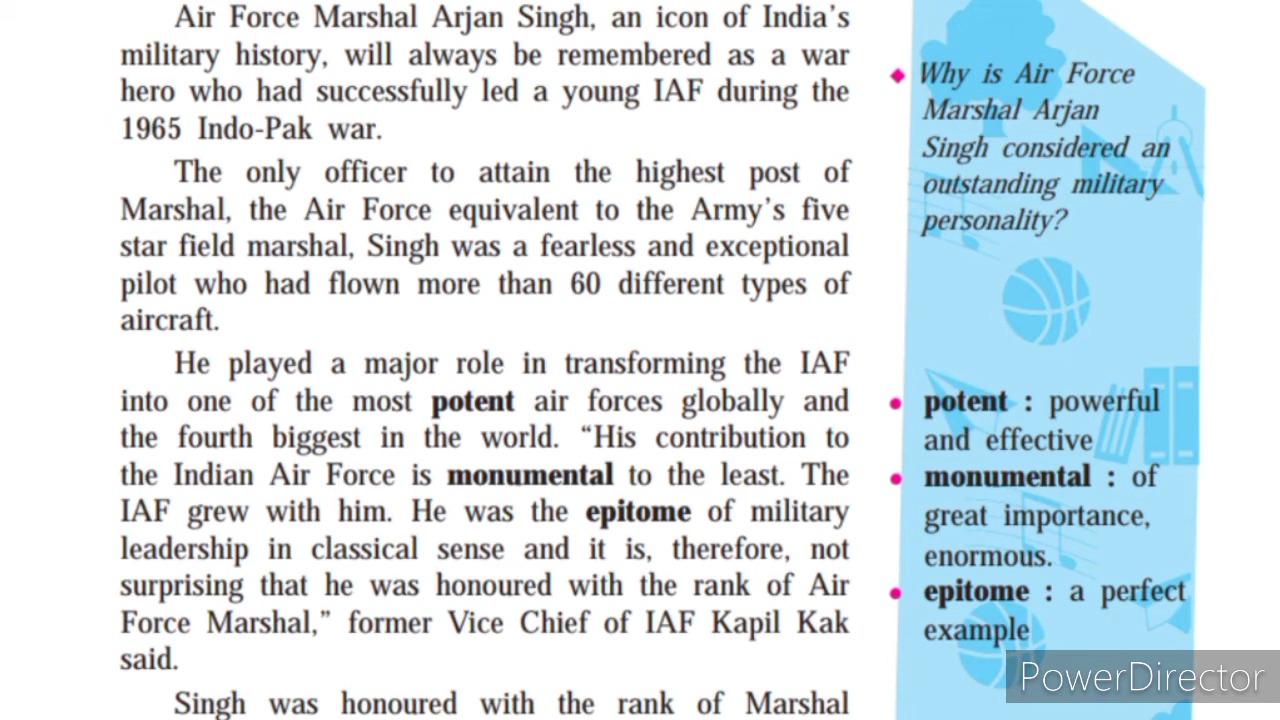 Air Force Marshal Arjan Singh, an icon of India's
military history, will always be remembered as a war
hero who had successfully led a young IAF during the
1965 Indo-Pak war.
The only officer to attain the highest post of
Marshal, the Air Force equivalent to the Army's five
star field marshal, Singh was a fearless and exceptional
pilot who had flown more than 60 different types of
aircraft.
He played a major role in transforming the IAF
into one of the most potent air forces globally and
the fourth biggest in the world. “His contribution to
the Indian Air Force is monumental to the least. The
IAF grew with him. He was the epitome of military
leadership in classical sense and it is, therefore, not
surprising that he was honoured with the rank of Air
Force Marshal,” former Vice Chief of IAF Kapil Kak
said.
Singh was honoured with the rank of Marshal
Why is Air Force
Marshal Arjan
Singh considered an
outstanding military
personality?
potent : powerful
and effective
monumental : of
great importance,
enormous.
epitome : a perfect
example
PowerDirector